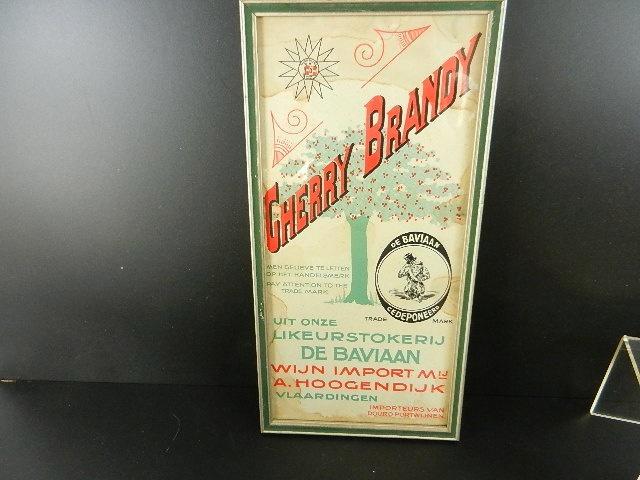 CHERRY BRANDY
MEN GELIEVE TE LETTEN
OP HET HANDELSMERK
PAY ATTENTION TO THE
TRADE MARK
DE BAVIAAN
GEDEPONEERD
TRADE MARK
UIT ONZE
LIKEURSTOKERIJ
DE BAVIAAN
WIJN IMPORT MIJ
A. HOOGENDIJK
VLAARDINGEN
IMPORTEURS VAN
DOURO PORTWIJNEN